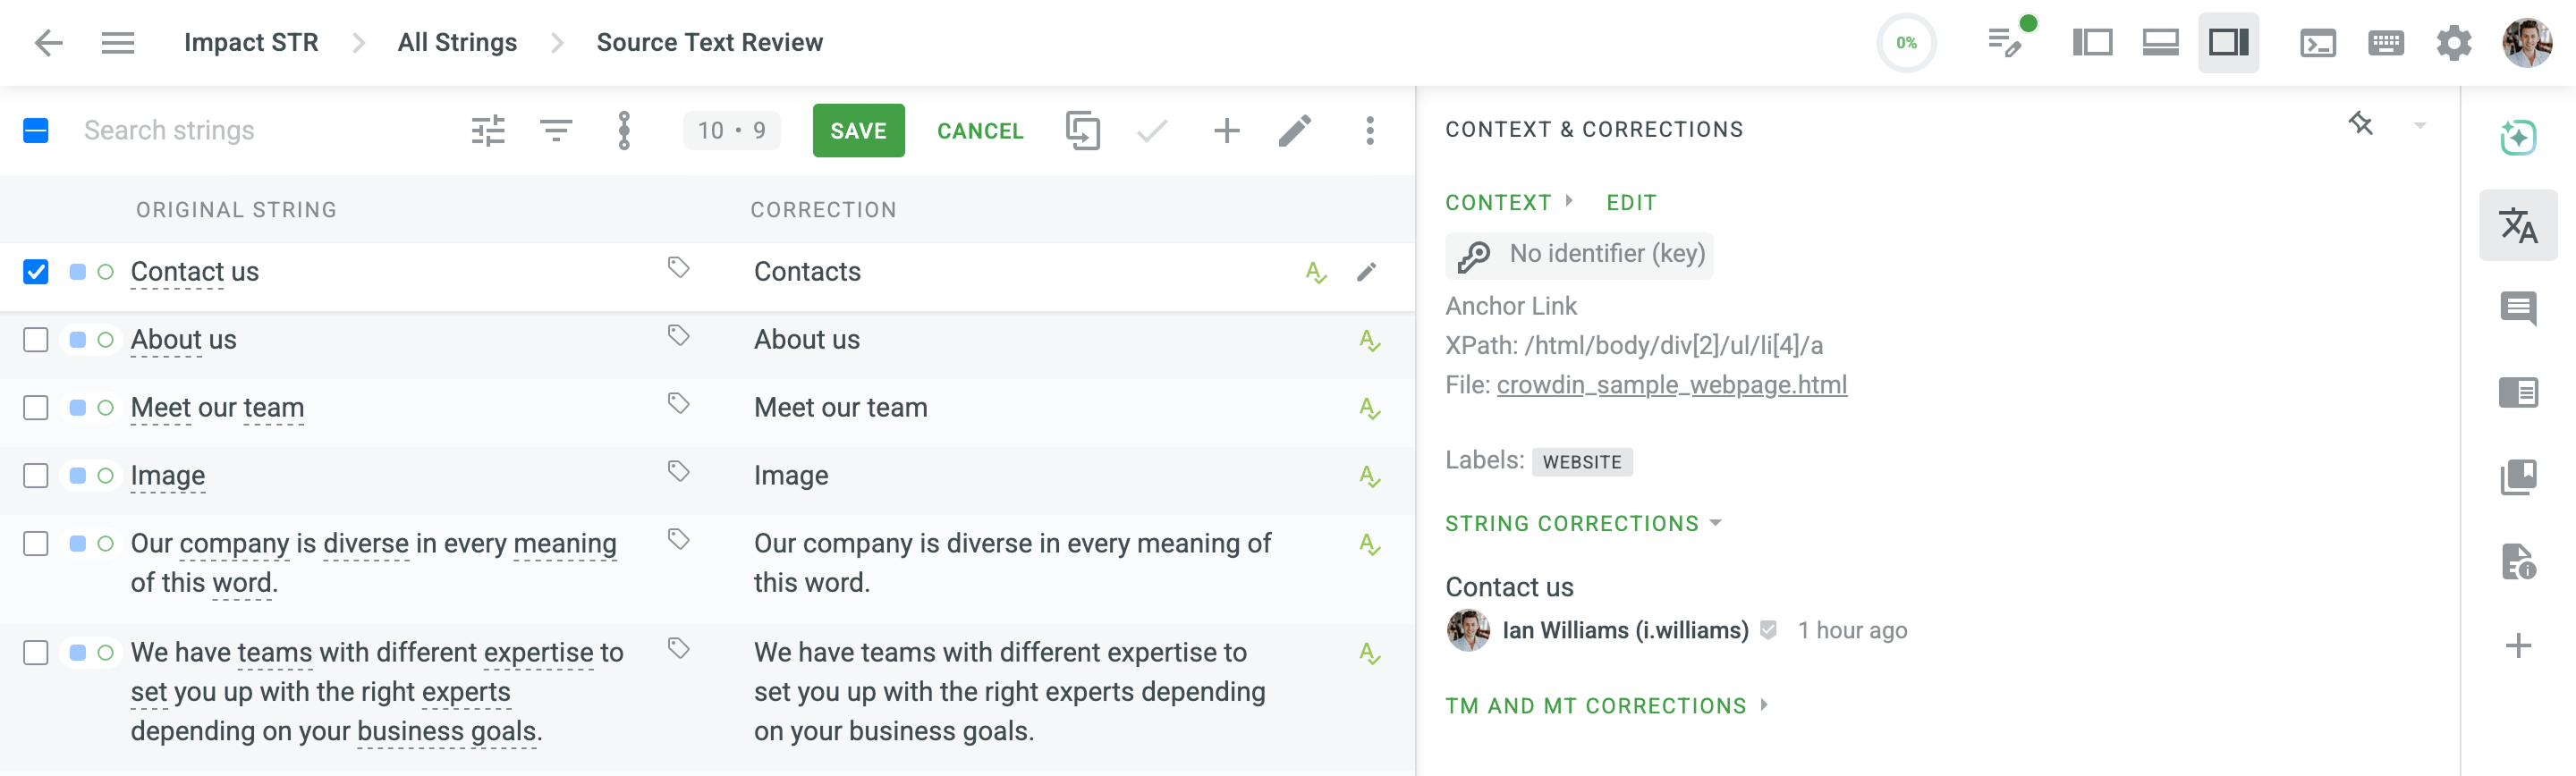 Impact STR
All Strings
Source Text Review
0%
Search strings
10 • 9
SAVE
CANCEL
ORIGINAL STRING
CORRECTION
Contact us
Contacts
About us
About us
Meet our team
Meet our team
Image
Image
Our company is diverse in every meaning
of this word.
Our company is diverse in every meaning of
this word.
We have teams with different expertise to
set you up with the right experts
depending on your business goals.
We have teams with different expertise to
set you up with the right experts depending
on your business goals.
CONTEXT & CORRECTIONS
CONTEXT
EDIT
No identifier (key)
Anchor Link
XPath: /html/body/div[2]/ul/li[4]/a
File: crowdin_sample_webpage.html
Labels: WEBSITE
STRING CORRECTIONS
Contact us
Ian Williams (i.williams)
1 hour ago
TM AND MT CORRECTIONS